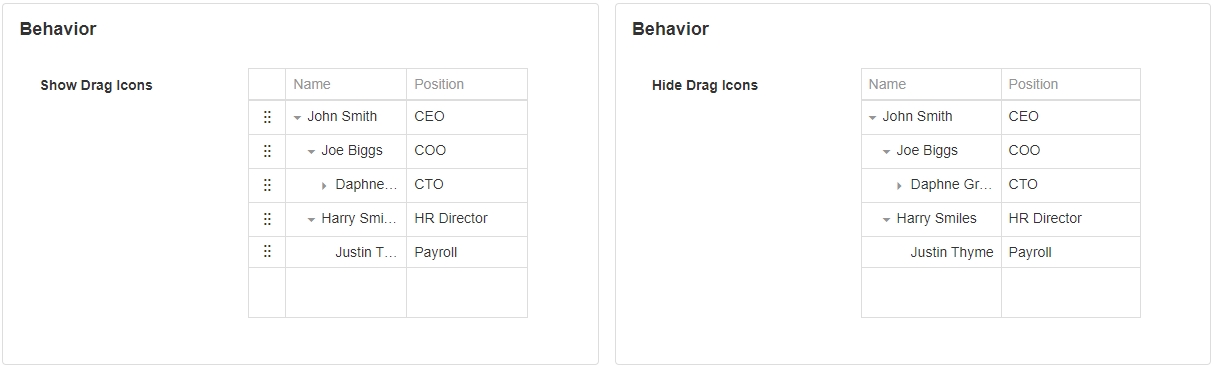 Behavior
Show Drag Icons
Name Position
John Smith CEO
Joe Biggs COO
Daphne... CTO
Harry Smi... HR Director
Justin T... Payroll
Behavior
Hide Drag Icons
Name Position
John Smith CEO
Joe Biggs COO
Daphne Gr... CTO
Harry Smiles HR Director
Justin Thyme Payroll